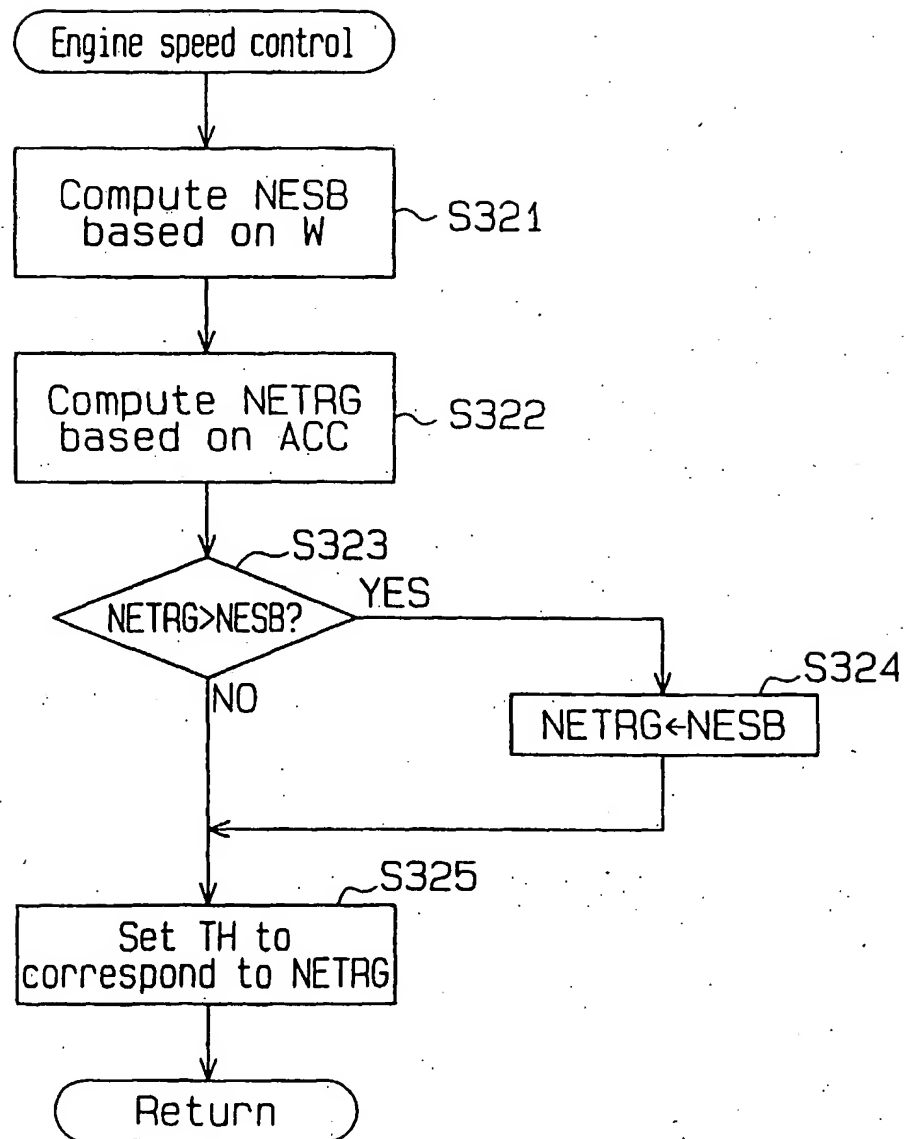 Engine speed control
Compute NESB
based on W
S321
Compute NETRG
based on ACC
S322
S323
NETRG>NESB?
YES
NO
S324
NETRG←NESB
S325
Set TH to
correspond to NETRG
Return